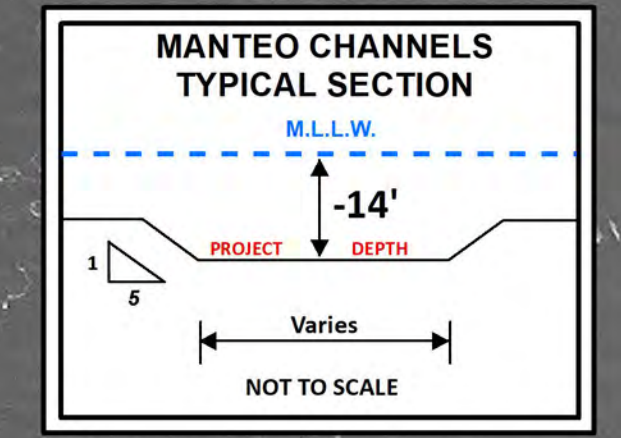 MANTEO CHANNELS
TYPICAL SECTION
M.L.L.W.
-14'
PROJECT DEPTH
1
5
Varies
NOT TO SCALE